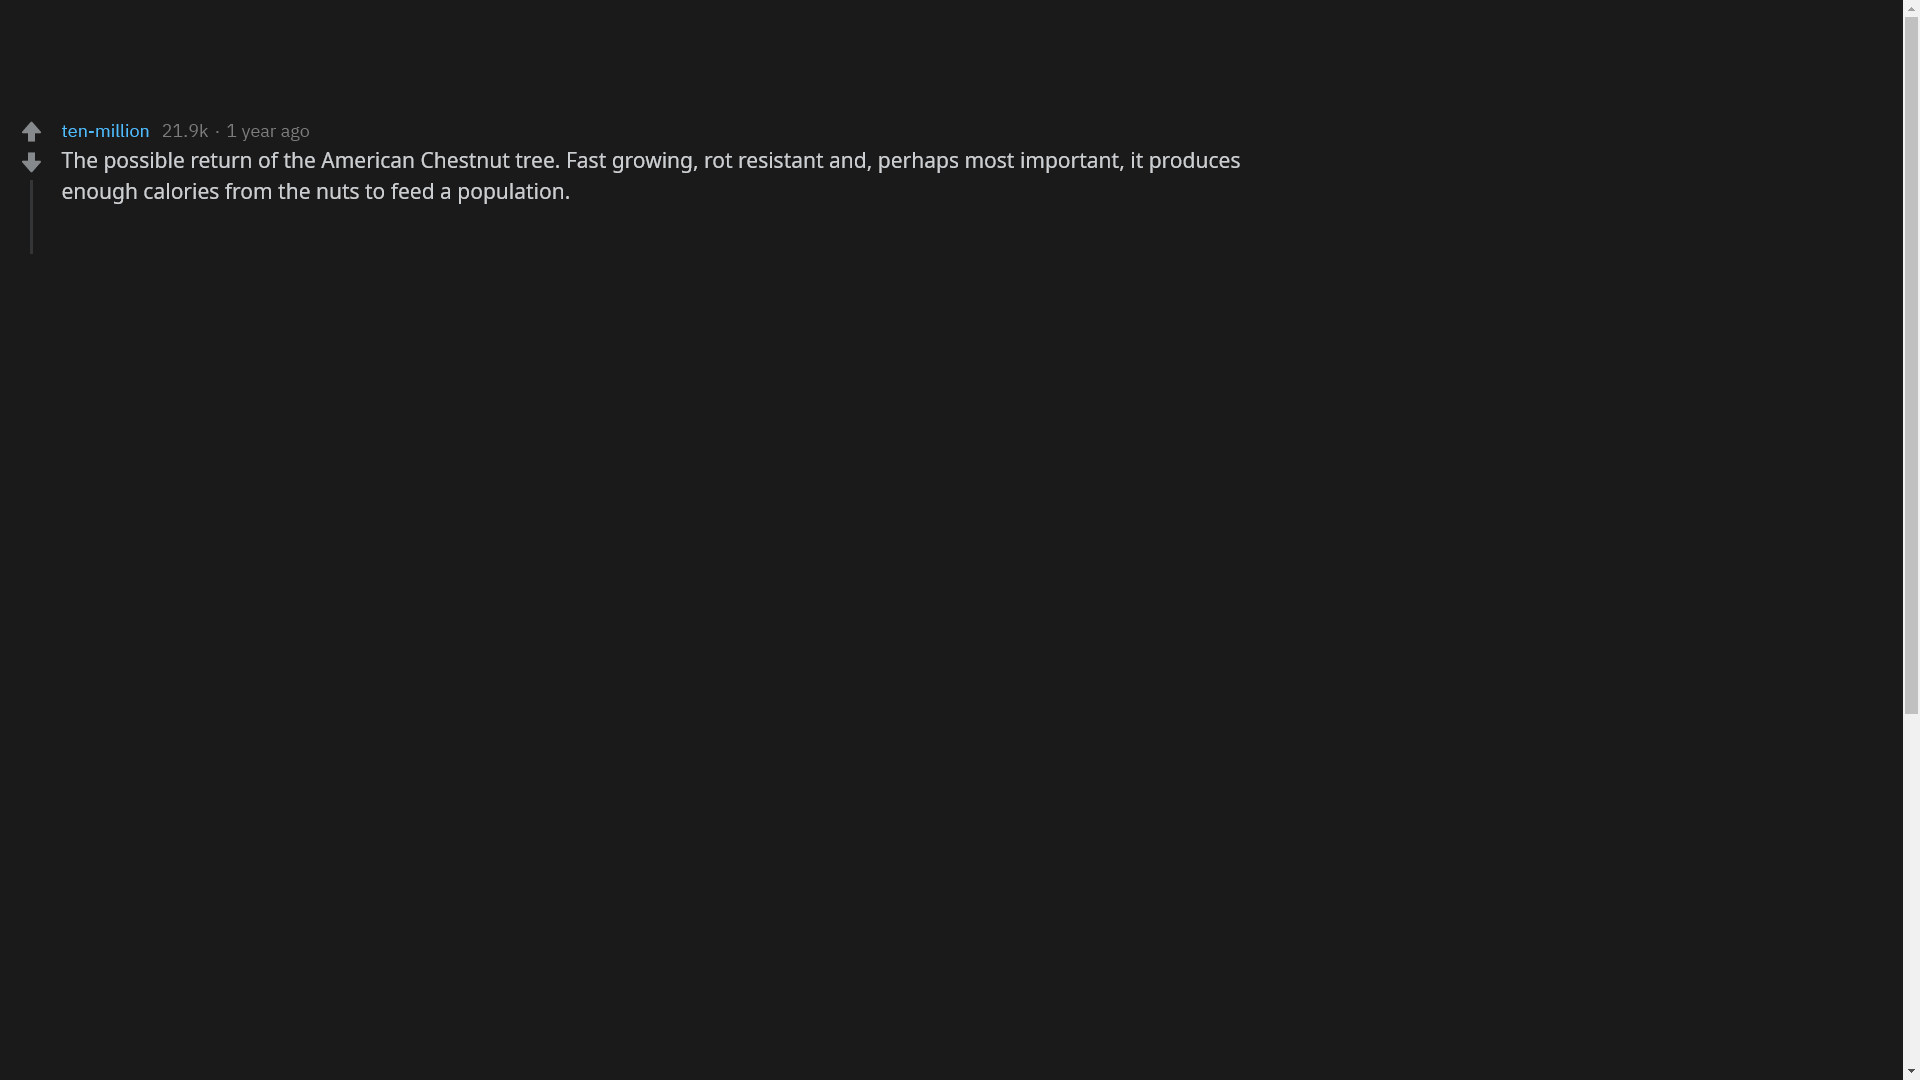 ten-million 21.9k · 1 year ago
The possible return of the American Chestnut tree. Fast growing, rot resistant and, perhaps most important, it produces
enough calories from the nuts to feed a population.